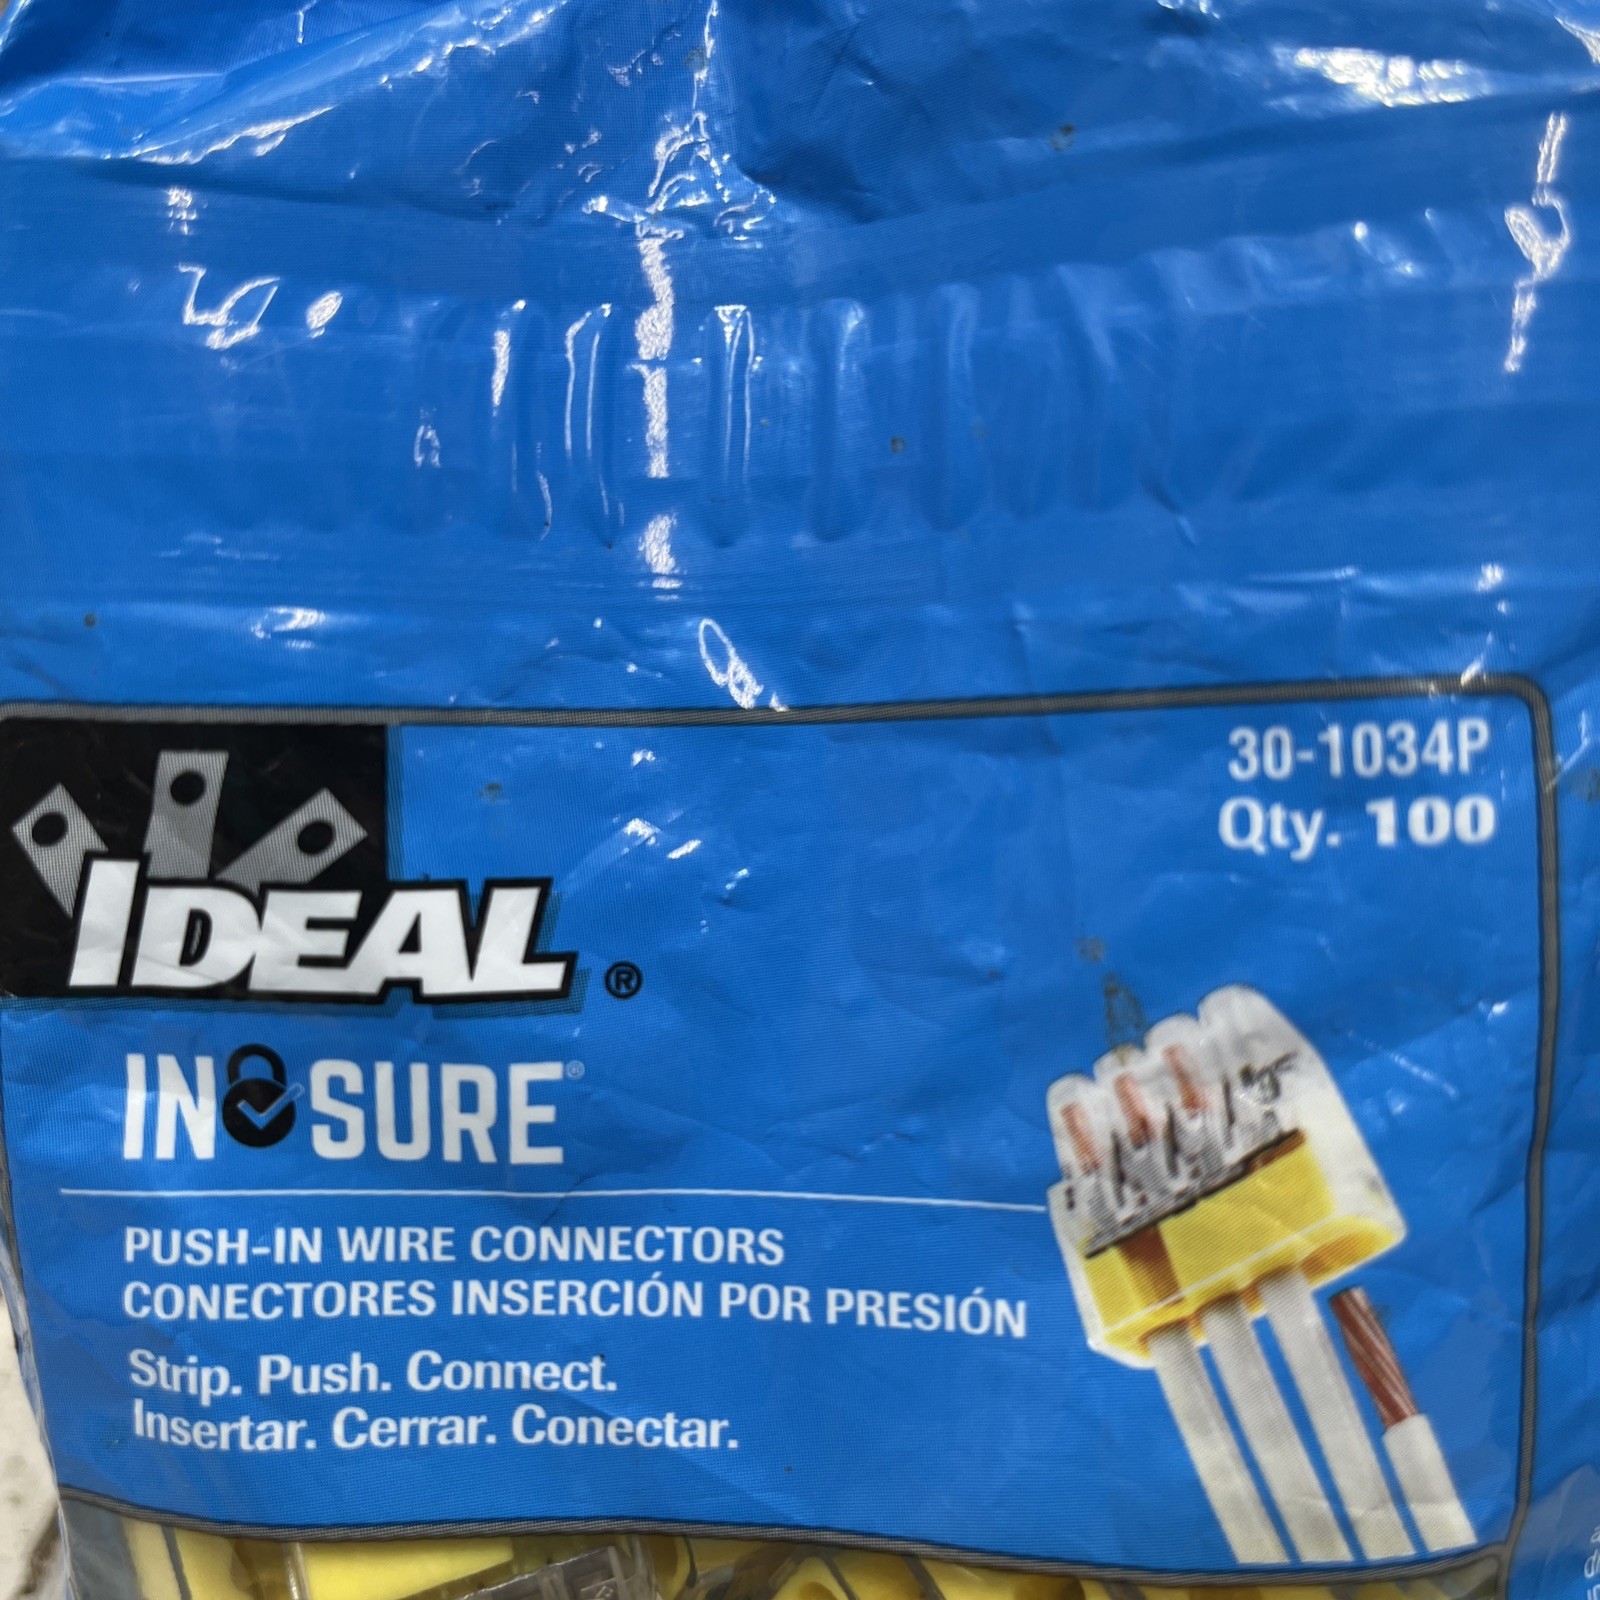 30-1034P
Qty. 100
IDEAL®
IN SURE®
PUSH-IN WIRE CONNECTORS
CONECTORES INSERCIÓN POR PRESIÓN
Strip. Push. Connect.
Insertar. Cerrar. Conectar.